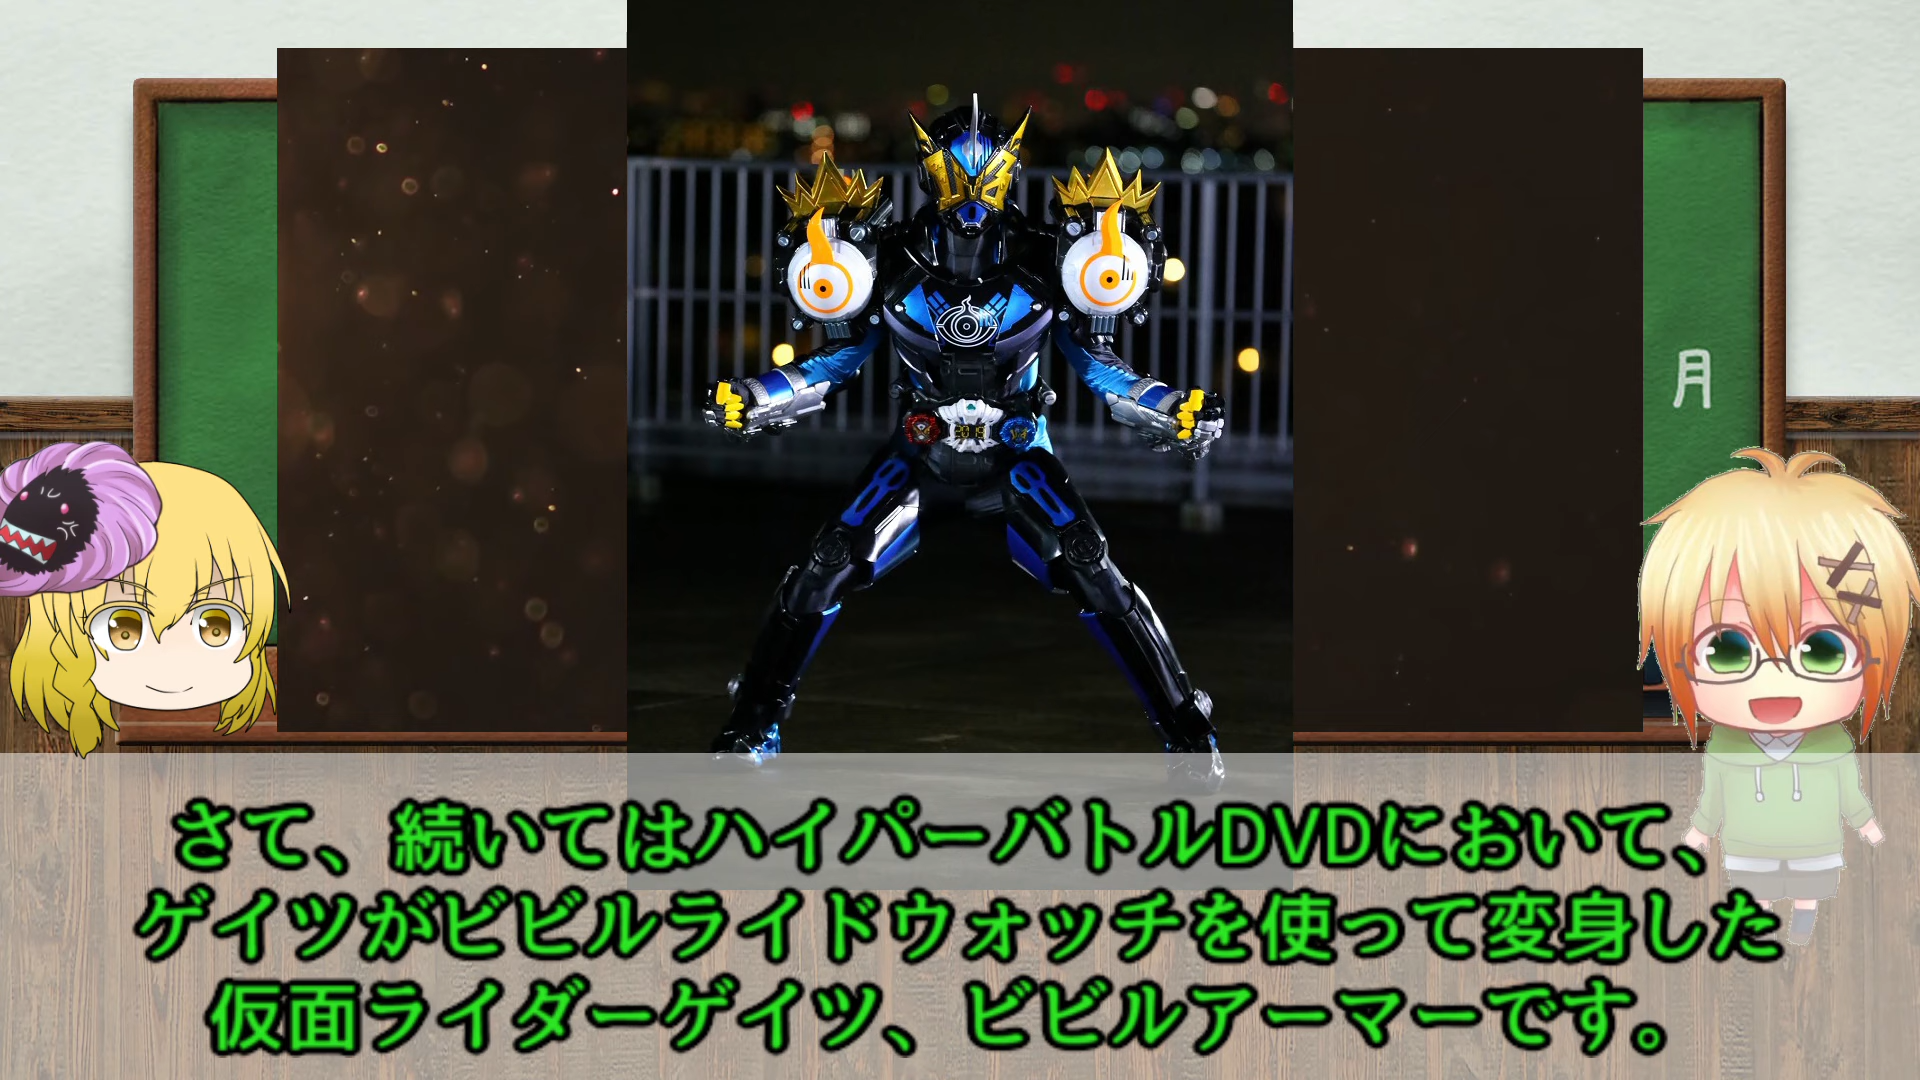 月
さて、続いてはハイパーバトルDVDにおいて、
ゲイツがビビルライドウォッチを使って変身した
仮面ライダーゲイツ、ビビルアーマーです。